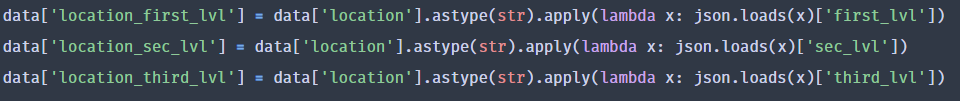 data['location_first_lvl'] = data['location'].astype(str).apply(lambda x: json.loads(x)['first_lvl'])
data['location_sec_lvl'] = data['location'].astype(str).apply(lambda x: json.loads(x)['sec_lvl'])
data['location_third_lvl'] = data['location'].astype(str).apply(lambda x: json.loads(x)['third_lvl'])